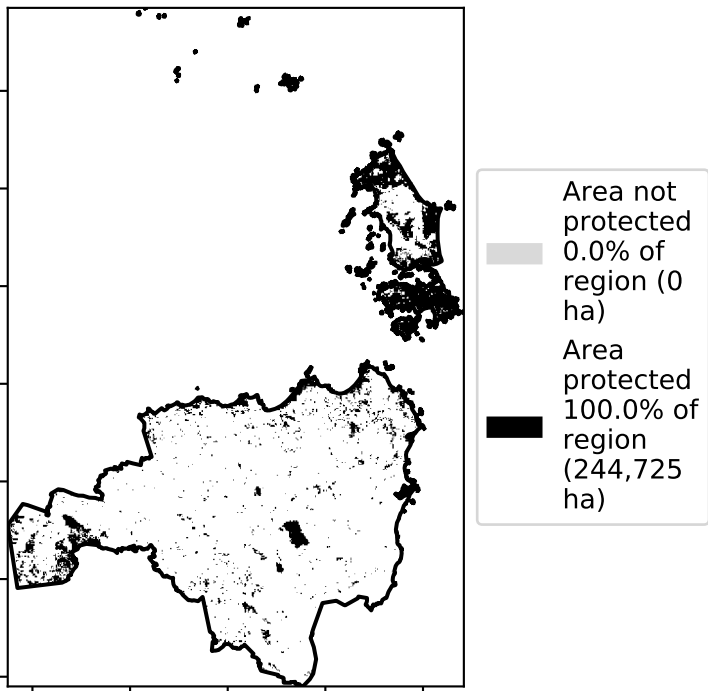 Area not
protected
0.0% of
region (0
ha)
Area
protected
100.0% of
region
(244,725
ha)